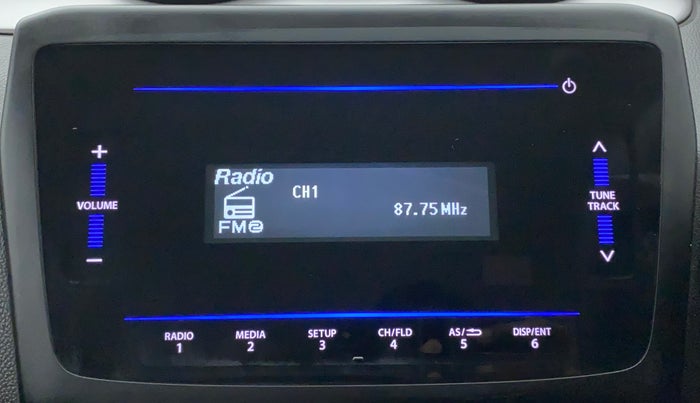 +
VOLUME
−
Radio
CH1
87.75 MHz
FM2
TUNE
TRACK
RADIO
1
MEDIA
2
SETUP
3
CH/FLD
4
AS/
5
DISP/ENT
6